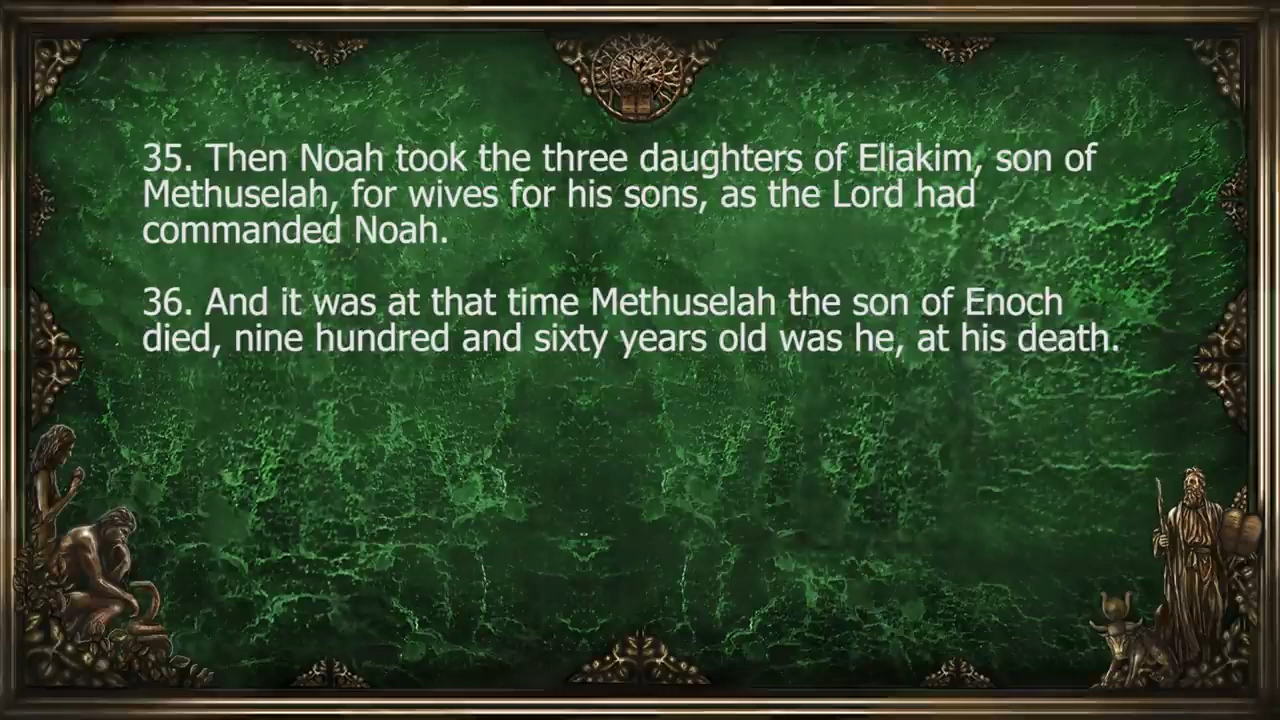 35. Then Noah took the three daughters of Eliakim, son of
Methuselah, for wives for his sons, as the Lord had
commanded Noah.
36. And it was at that time Methuselah the son of Enoch
died, nine hundred and sixty years old was he, at his death.